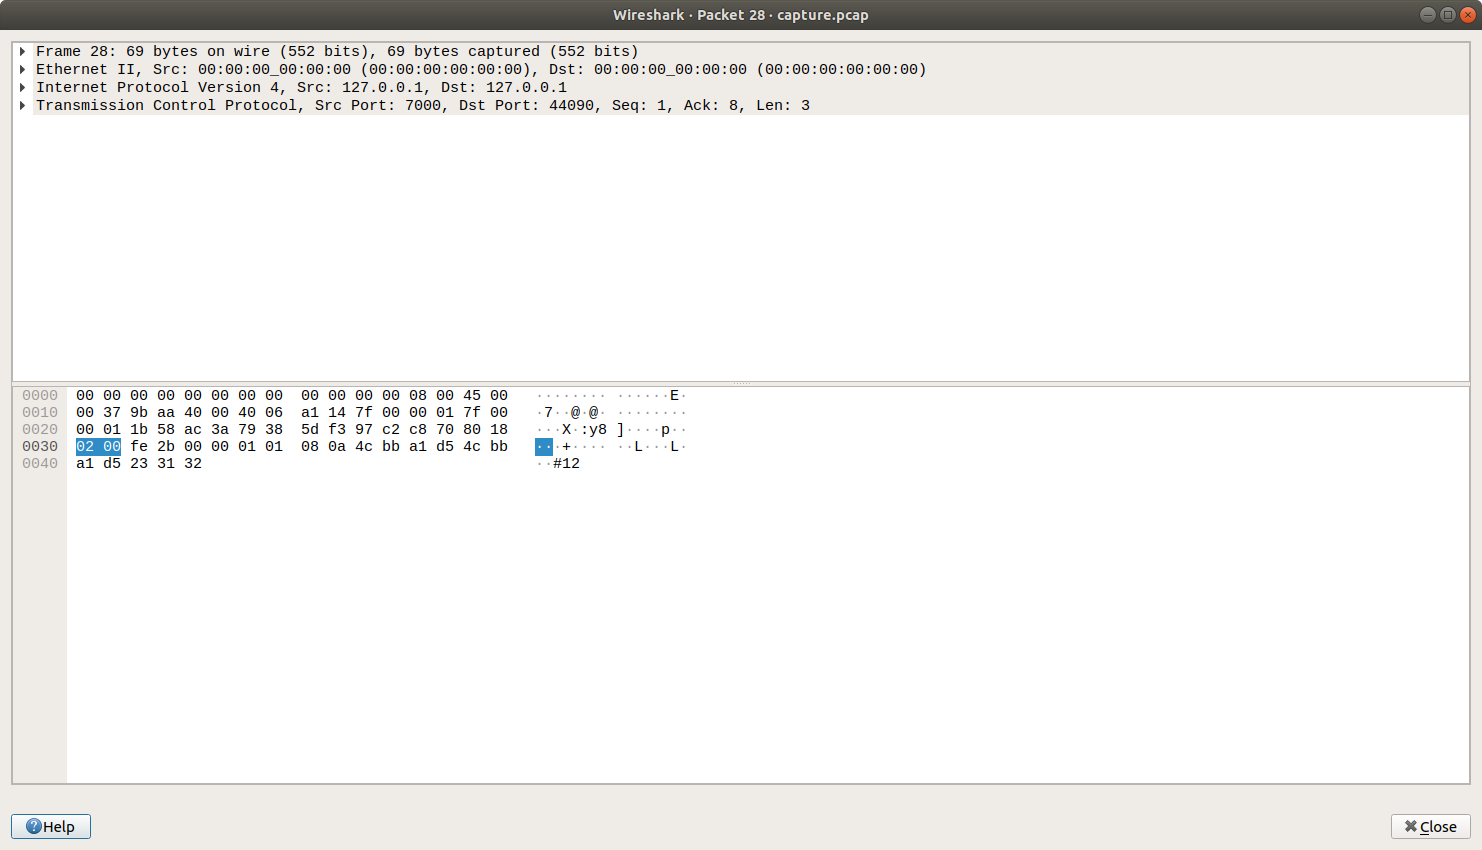 Wireshark · Packet 28 · capture.pcap
Frame 28: 69 bytes on wire (552 bits), 69 bytes captured (552 bits)
Ethernet II, Src: 00:00:00_00:00:00 (00:00:00:00:00:00), Dst: 00:00:00_00:00:00 (00:00:00:00:00:00)
Internet Protocol Version 4, Src: 127.0.0.1, Dst: 127.0.0.1
Transmission Control Protocol, Src Port: 7000, Dst Port: 44090, Seq: 1, Ack: 8, Len: 3
0000 00 00 00 00 00 00 00 00 00 00 00 00 08 00 45 00 ········ ······E·
0010 00 37 9b aa 40 00 40 06 a1 14 7f 00 00 01 7f 00 ·7··@·@· ········
0020 00 01 1b 58 ac 3a 79 38 5d f3 97 c2 c8 70 80 18 ···X·:y8 ]····p··
0030 02 00 fe 2b 00 00 01 01 08 0a 4c bb a1 d5 4c bb ···+···· ··L···L·
0040 a1 d5 23 31 32 ··#12
Help
Close